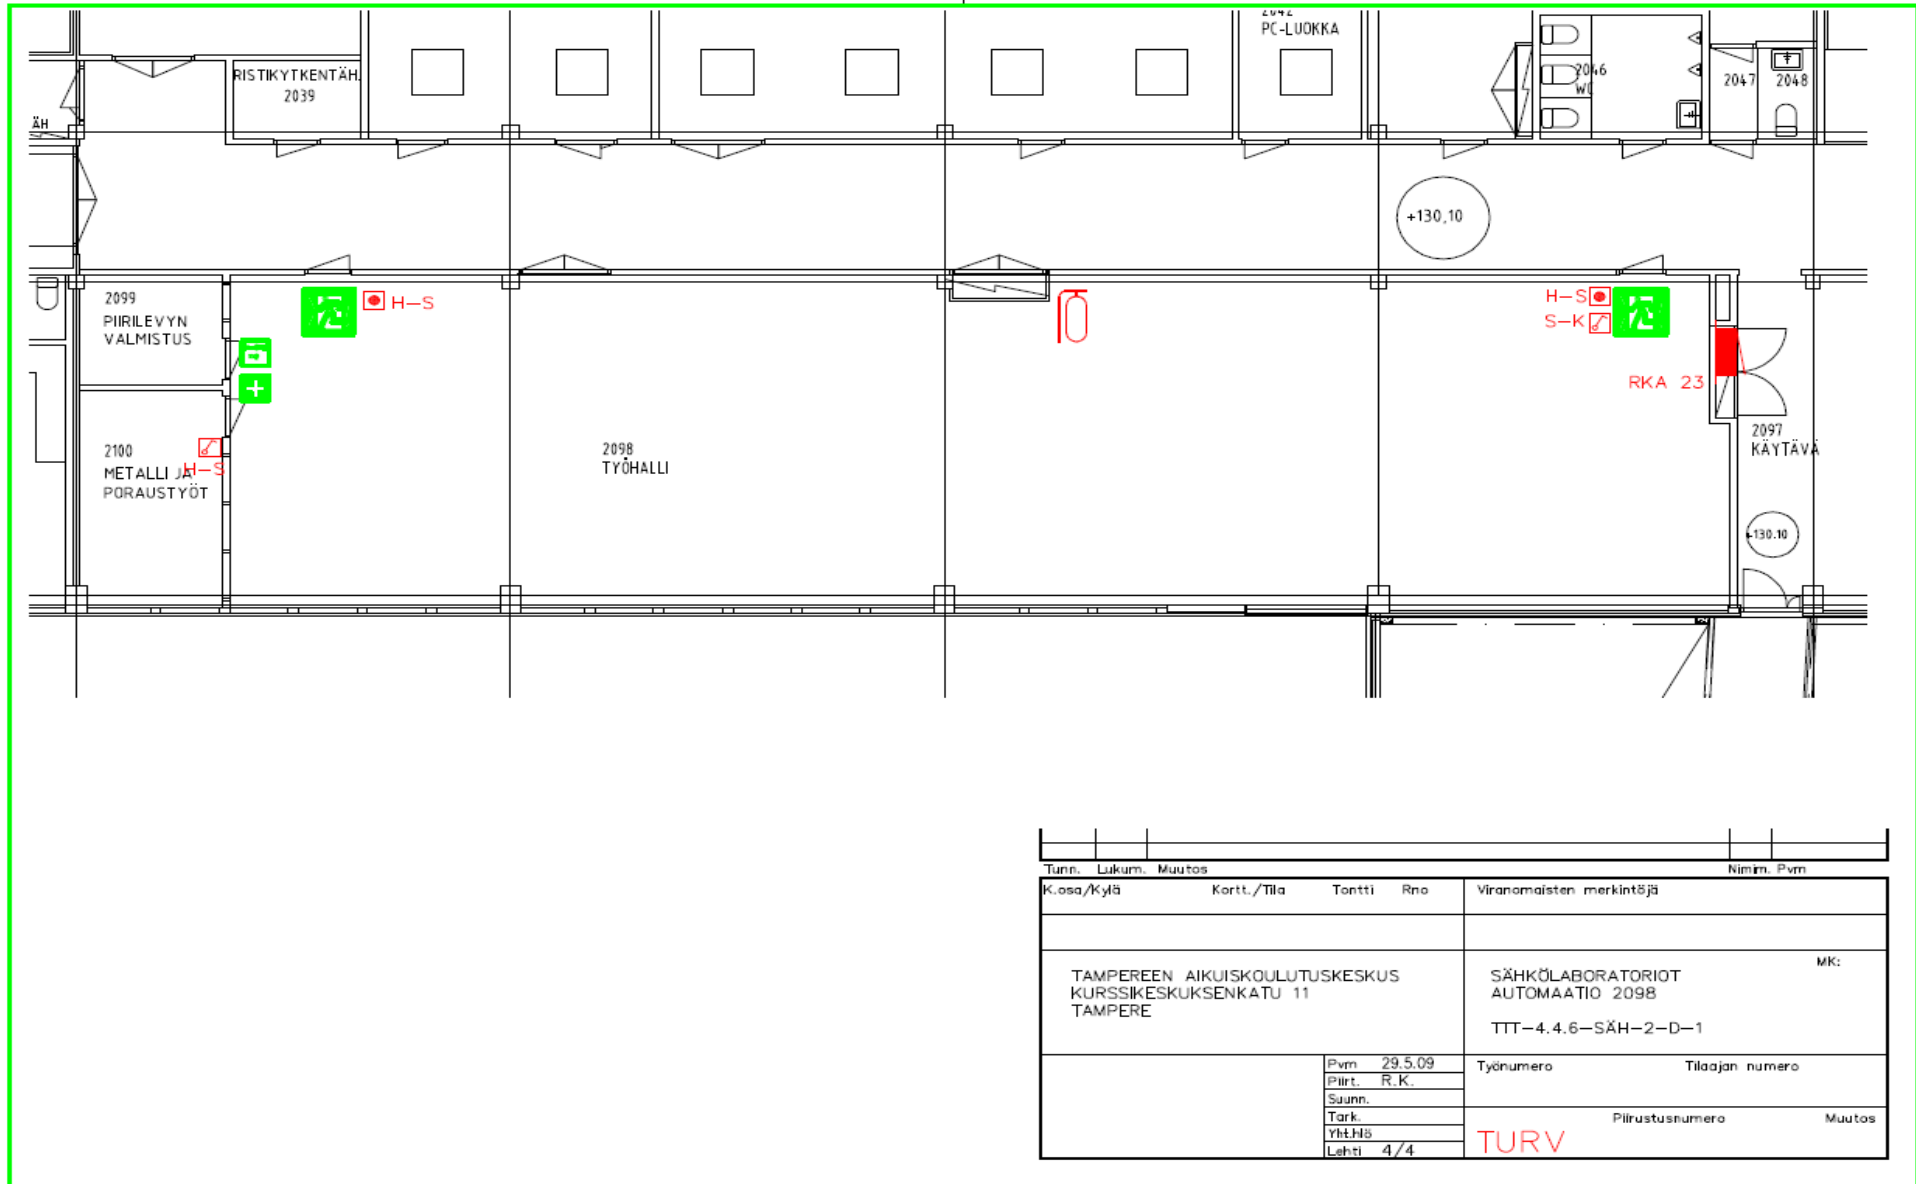 2042
PC-LUOKKA
RISTIKYTKENTÄH.
2039
2046
WC
2047
2048
ÄH
+130,10
2099
PIIRILEVYN
VALMISTUS
H-S
H-S
S-K
RKA 23
2100
METALLI JA
PORAUSTYÖT
H-S
2098
TYÖHALLI
2097
KÄYTÄVÄ
+130.10
Tunn. Lukum. Muutos Nimim. Pvm
K.osa/Kylä Kortt./Tila Tontti Rno Viranomaisten merkintöjä
TAMPEREEN AIKUISKOULUTUSKESKUS
KURSSIKESKUKSENKATU 11
TAMPERE
MK:
SÄHKÖLABORATORIOT
AUTOMAATIO 2098
TTT-4.4.6-SÄH-2-D-1
Pvm 29.5.09
Piirt. R.K.
Suunn.
Tark.
Yht.hlö
Lehti 4/4
Työnumero Tilaajan numero
Piirustusnumero Muutos
TURV